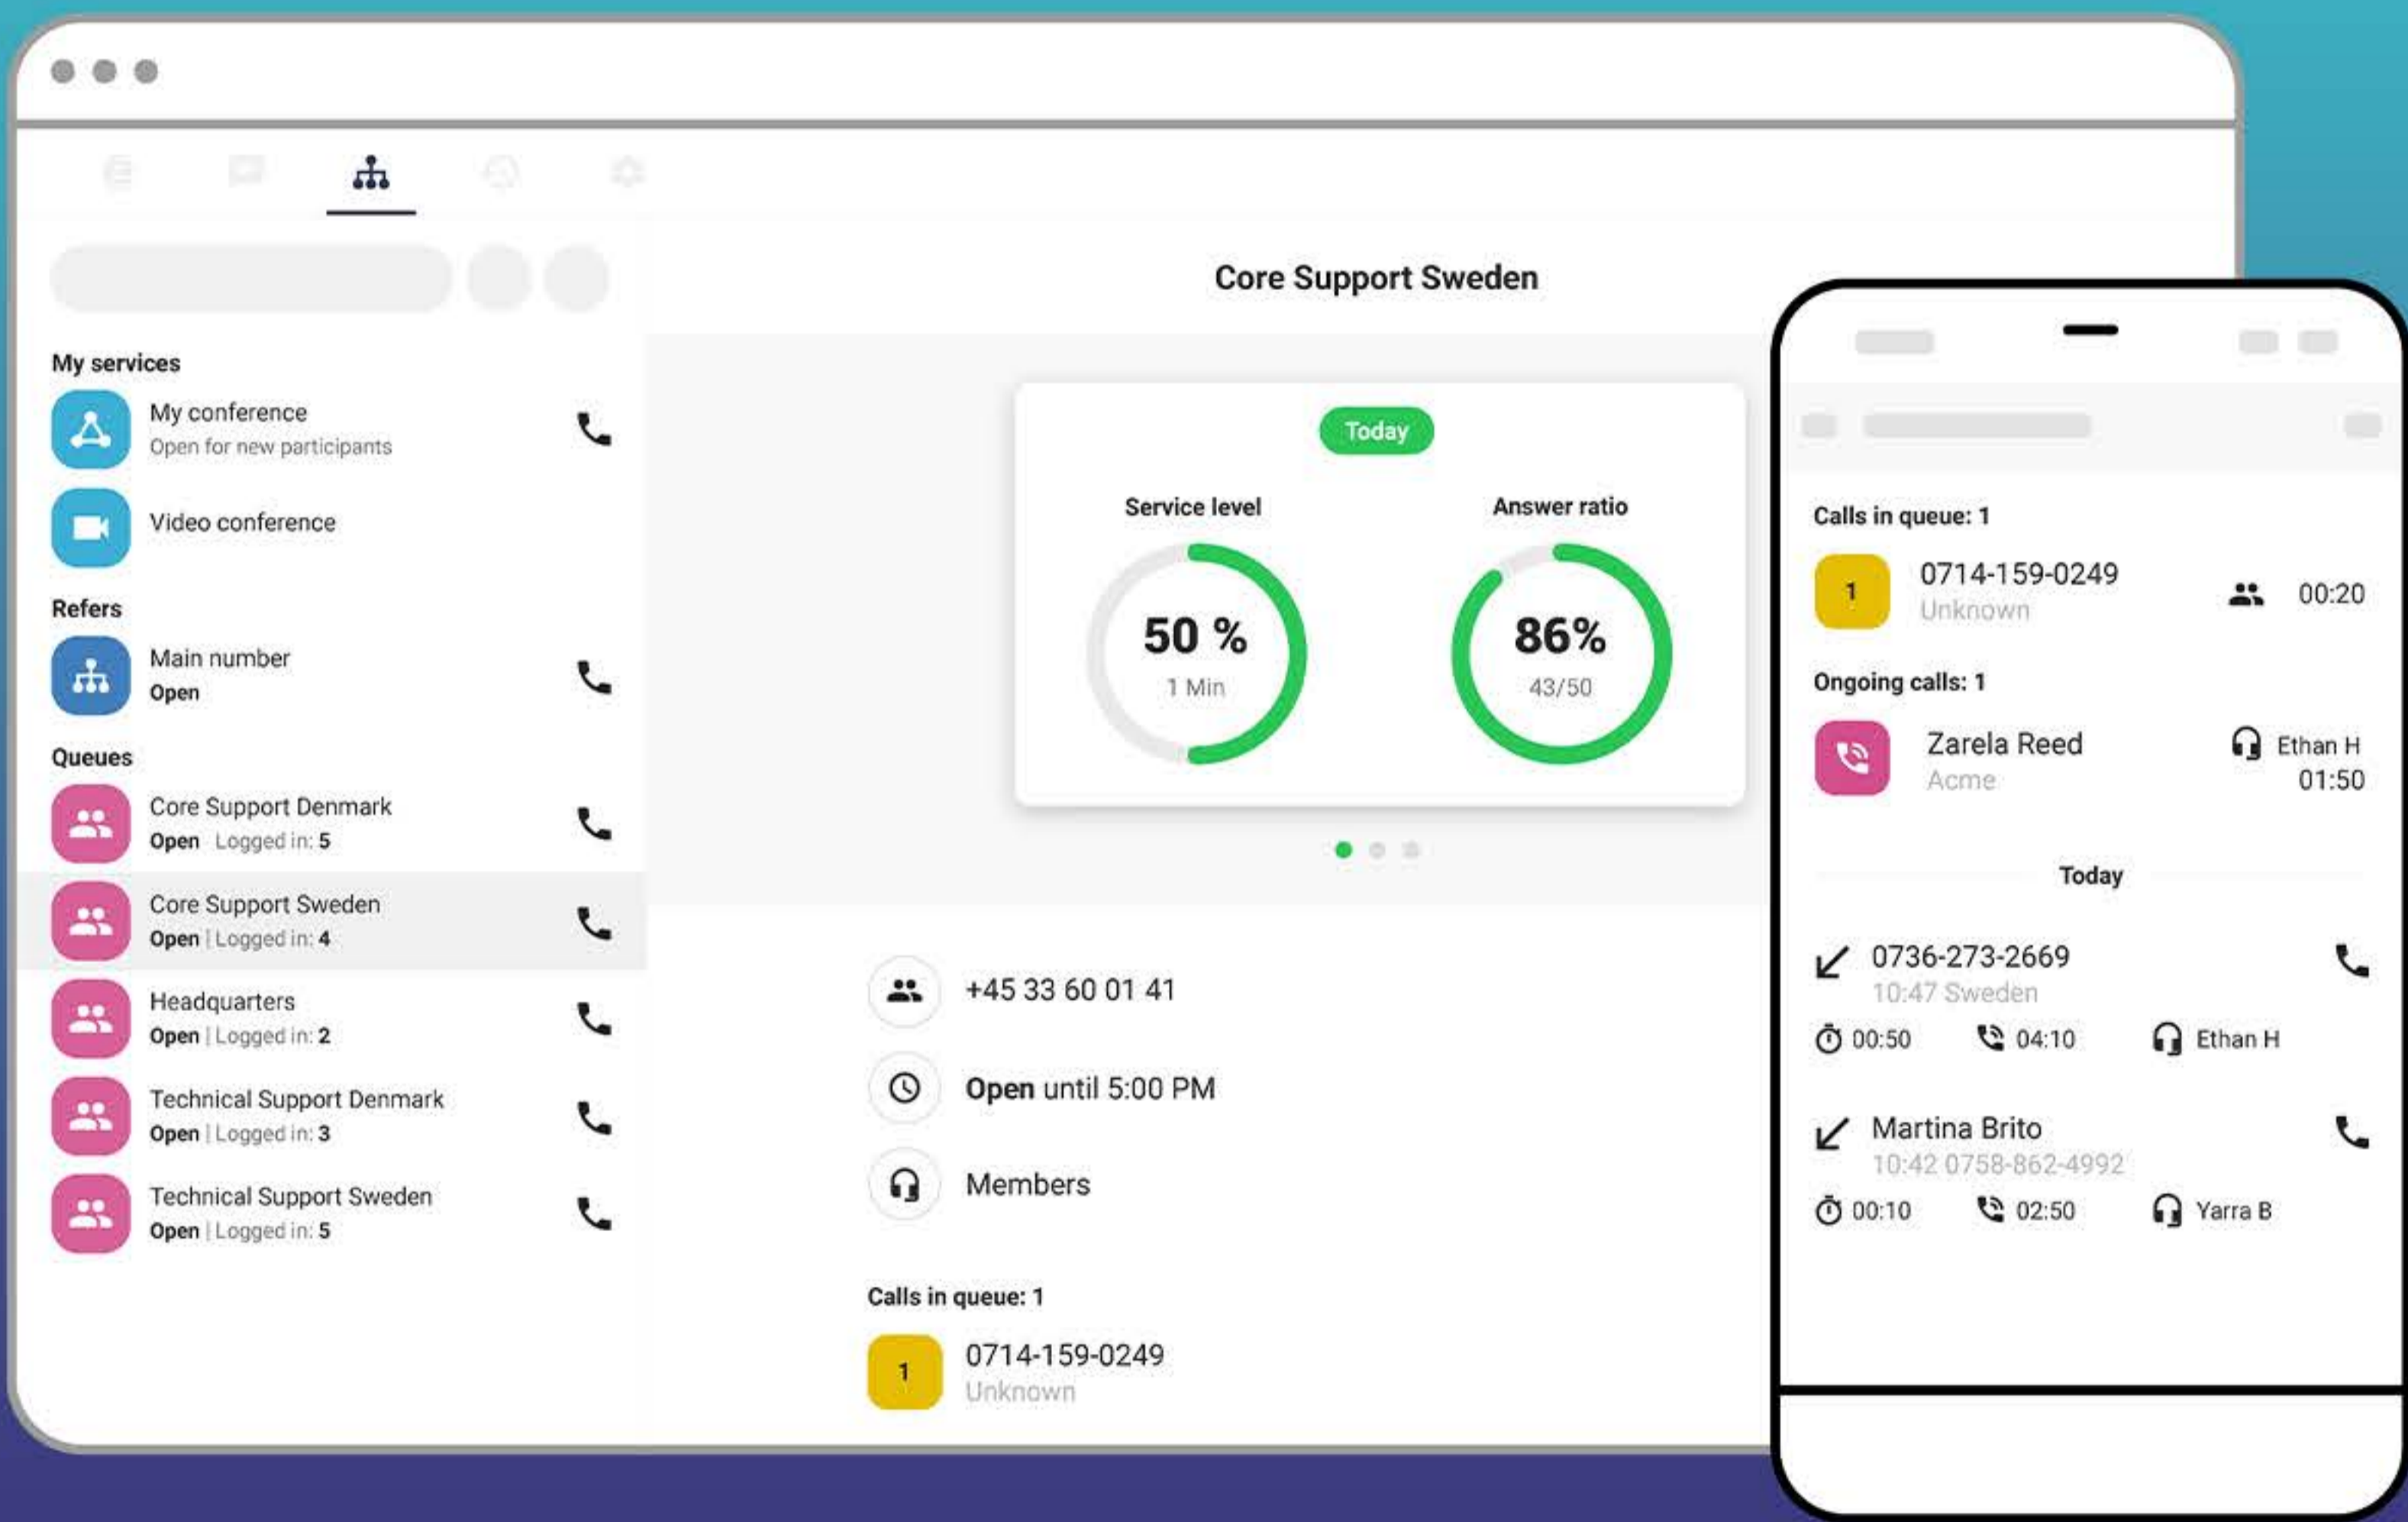 My services
My conference
Open for new participants
Video conference
Refers
Main number
Open
Queues
Core Support Denmark
Open Logged in: 5
Core Support Sweden
Open | Logged in: 4
Headquarters
Open | Logged in: 2
Technical Support Denmark
Open | Logged in: 3
Technical Support Sweden
Open | Logged in: 5
Core Support Sweden
Today
Service level
50 %
1 Min
Answer ratio
86%
43/50
+45 33 60 01 41
Open until 5:00 PM
Members
Calls in queue: 1
1
0714-159-0249
Unknown
Calls in queue: 1
1
0714-159-0249
Unknown
00:20
Ongoing calls: 1
Zarela Reed
Acme
Ethan H
01:50
Today
0736-273-2669
10:47 Sweden
00:50 04:10 Ethan H
Martina Brito
10:42 0758-862-4992
00:10 02:50 Yarra B